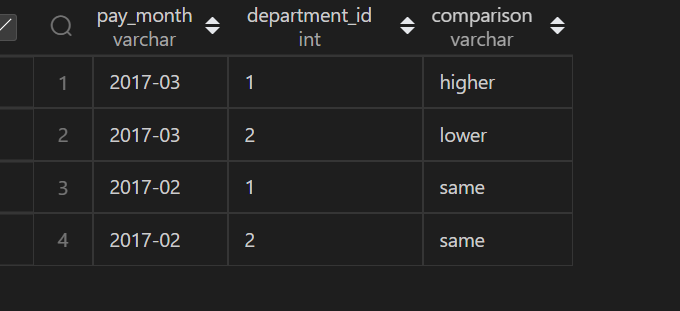 pay_month department_id comparison
varchar int varchar
1 2017-03 1 higher
2 2017-03 2 lower
3 2017-02 1 same
4 2017-02 2 same